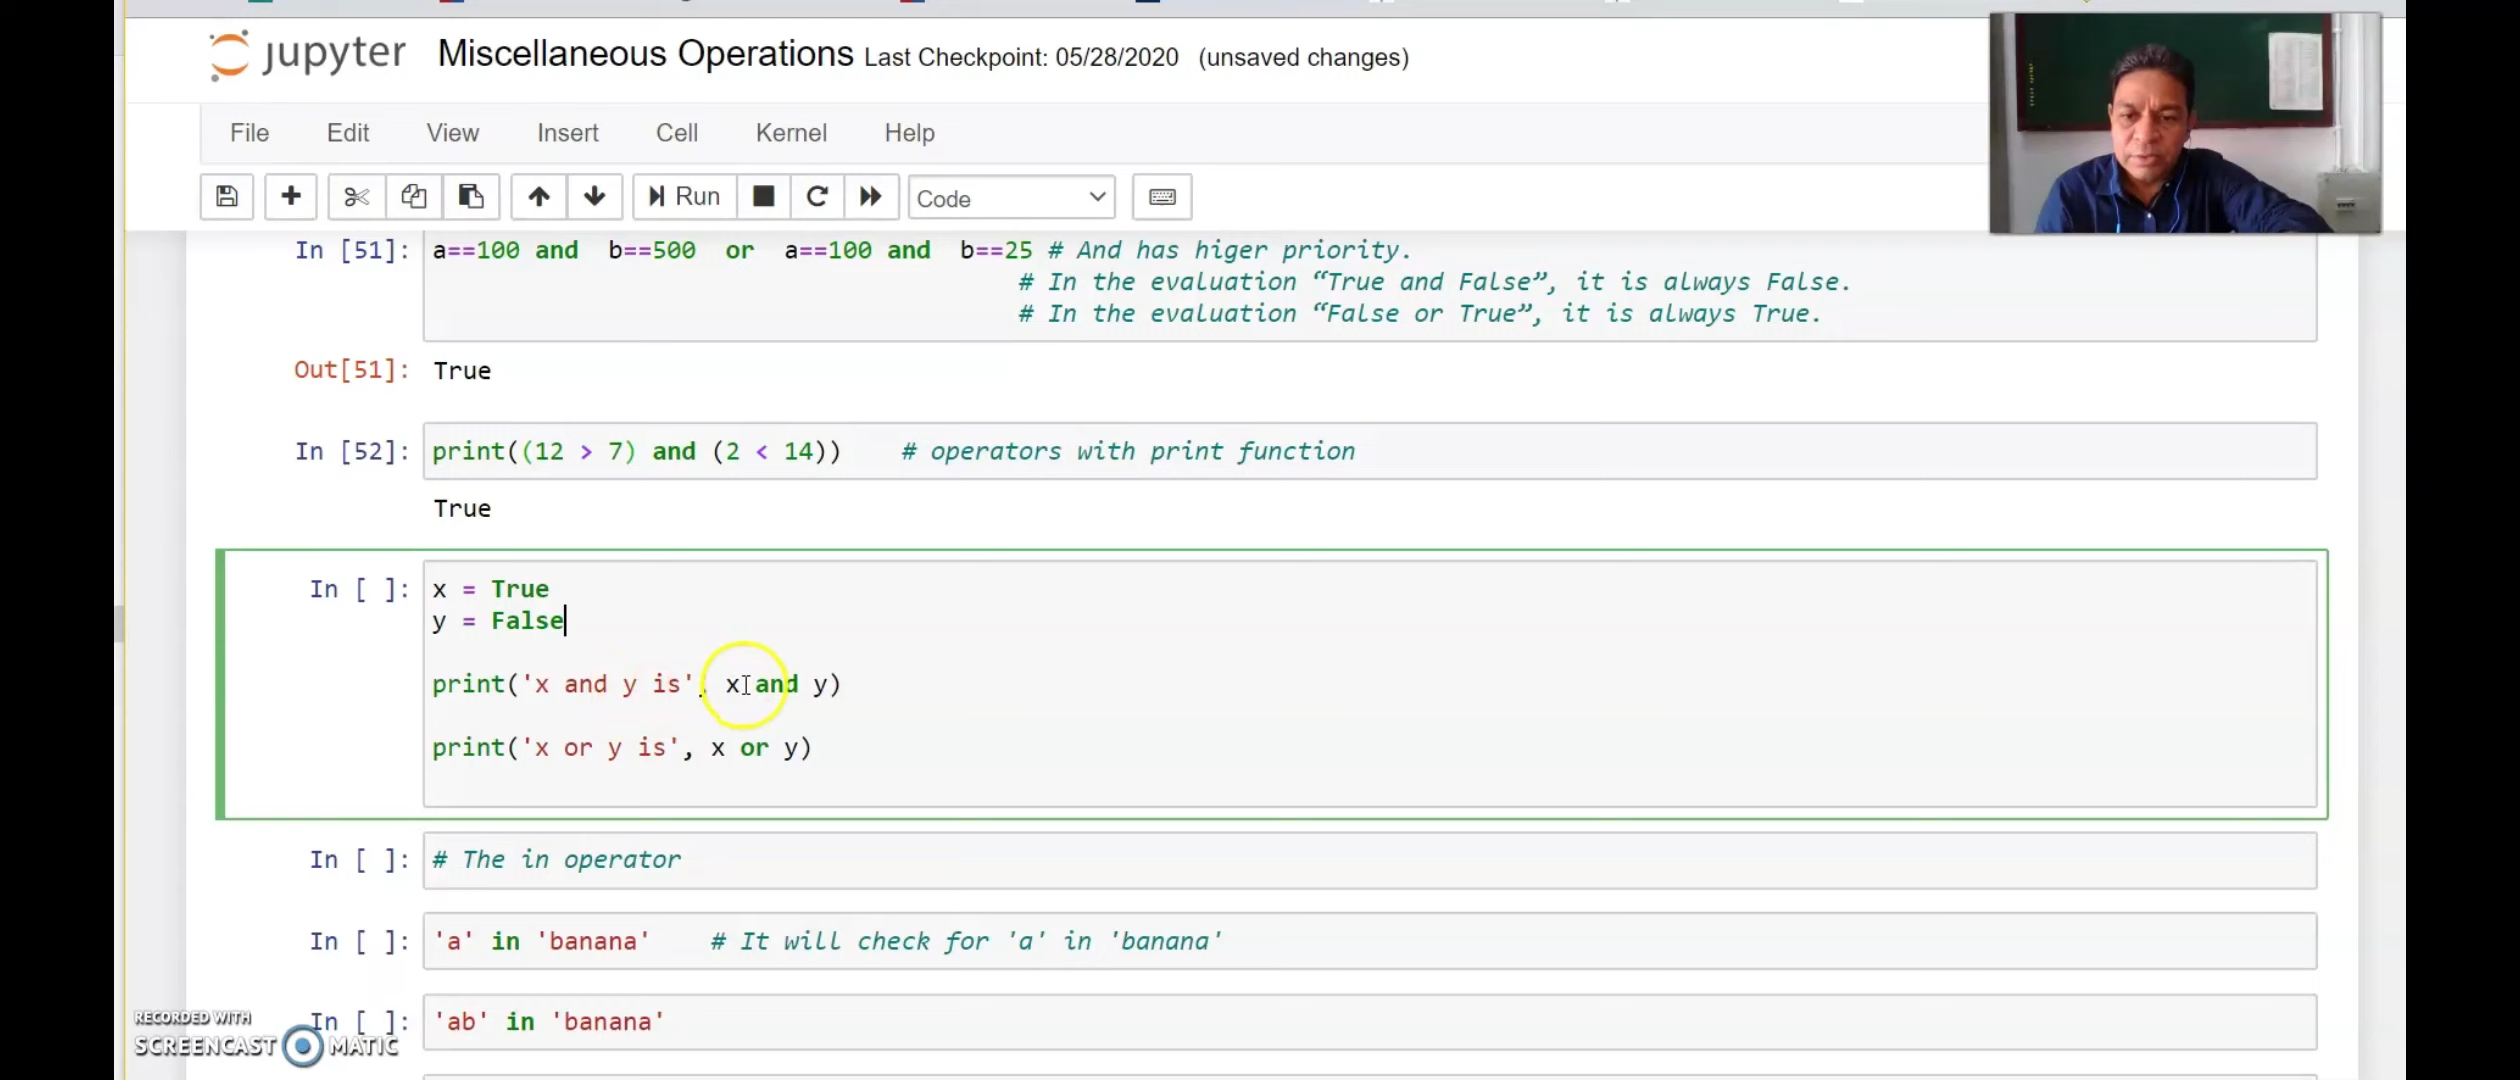 jupyter Miscellaneous Operations Last Checkpoint: 05/28/2020 (unsaved changes)
File Edit View Insert Cell Kernel Help
Run Code
In [51]: a==100 and b==500 or a==100 and b==25 # And has higer priority.
# In the evaluation “True and False”, it is always False.
# In the evaluation “False or True”, it is always True.
Out[51]: True
In [52]: print((12 > 7) and (2 < 14)) # operators with print function
True
In [ ]: x = True
y = False
print('x and y is', x and y)
print('x or y is', x or y)
In [ ]: # The in operator
In [ ]: 'a' in 'banana' # It will check for 'a' in 'banana'
In [ ]: 'ab' in 'banana'
RECORDED WITH
SCREENCAST MATIC